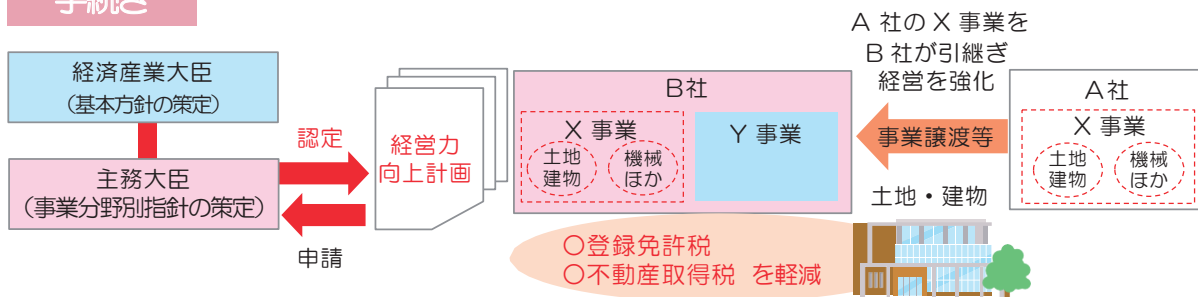 手続き
経済産業大臣
（基本方針の策定）
主務大臣
（事業分野別指針の策定）
認定
申請
経営力
向上計画
B社
X 事業
土地
建物
機械
ほか
Y 事業
A 社の X 事業を
B 社が引継ぎ
経営を強化
事業譲渡等
A社
X 事業
土地
建物
機械
ほか
土地・建物
○登録免許税
○不動産取得税 を軽減